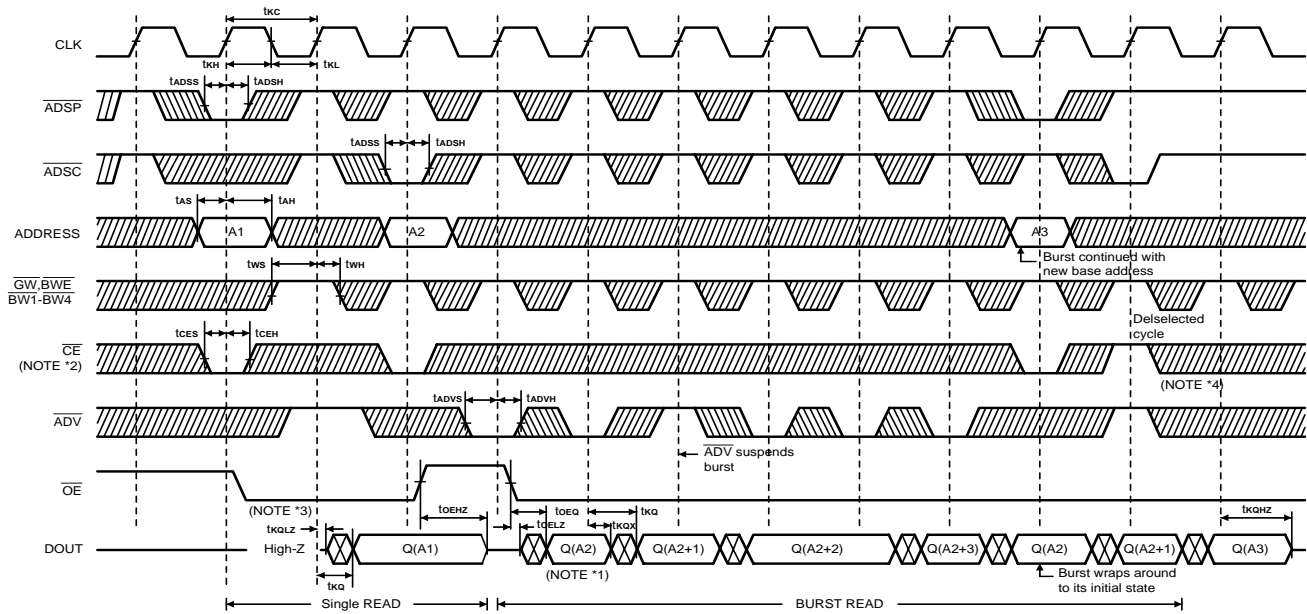 tKC
CLK
tKH
tKL
tADSS
tADSH
ADSP
tADSS
tADSH
ADSC
tAS
tAH
ADDRESS
A1
A2
A3
Burst continued with
new base address
tWS
tWH
GW,BWE
BW1-BW4
Delselected
cycle
tCES
tCEH
CE
(NOTE *2)
(NOTE *4)
tADVS
tADVH
ADV
ADV suspends
burst
OE
(NOTE *3)
tOEHZ
tOEQ
tKQ
tKQLZ
tOELZ
tKQX
tKQHZ
DOUT
High-Z
Q(A1)
Q(A2)
Q(A2+1)
Q(A2+2)
Q(A2+3)
Q(A2)
Q(A2+1)
Q(A3)
(NOTE *1)
tKQ
Burst wraps around
to its initial state
Single READ
BURST READ